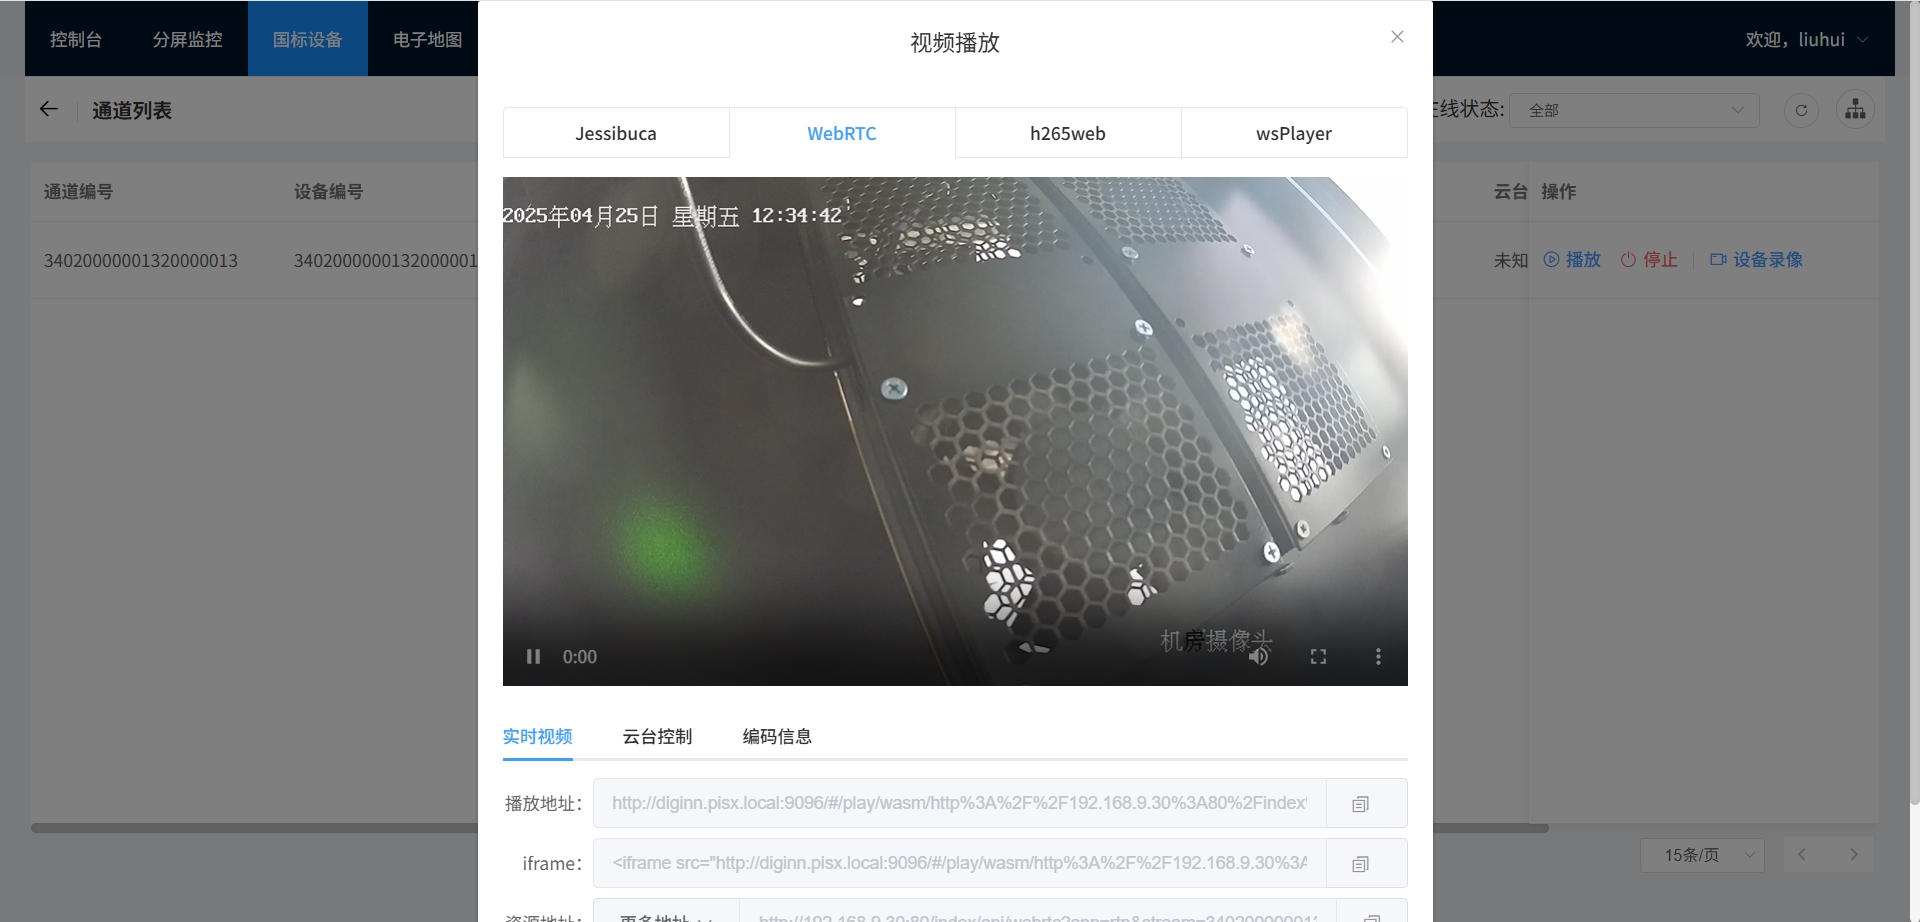 控制台
分屏监控
国标设备
电子地图
欢迎，liuhui
视频播放
通道列表
在线状态:
全部
Jessibuca
WebRTC
h265web
wsPlayer
通道编号
设备编号
云台
操作
34020000001320000013
3402000000132000001
未知
播放
停止
设备录像
2025年04月25日 星期五 12:34:42
机房摄像头
0:00
实时视频
云台控制
编码信息
播放地址：
http://diginn.pisx.local:9096/#/play/wasm/http%3A%2F%2F192.168.9.30%3A80%2Findex
iframe：
<iframe src="http://diginn.pisx.local:9096/#/play/wasm/http%3A%2F%2F192.168.9.30%3A
资源地址：
更多地址
http://192.168.9.30:80/index/api/webrtc?app=rtp&stream=34020000001
15条/页